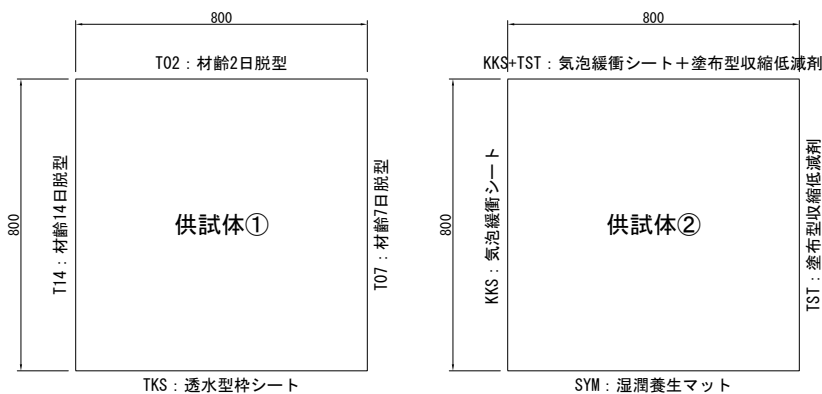 800
T02：材齢2日脱型
800
T14：材齢14日脱型
供試体①
T07：材齢7日脱型
TKS：透水型枠シート
800
KKS+TST：気泡緩衝シート＋塗布型収縮低減剤
800
KKS：気泡緩衝シート
供試体②
TST：塗布型収縮低減剤
SYM：湿潤養生マット